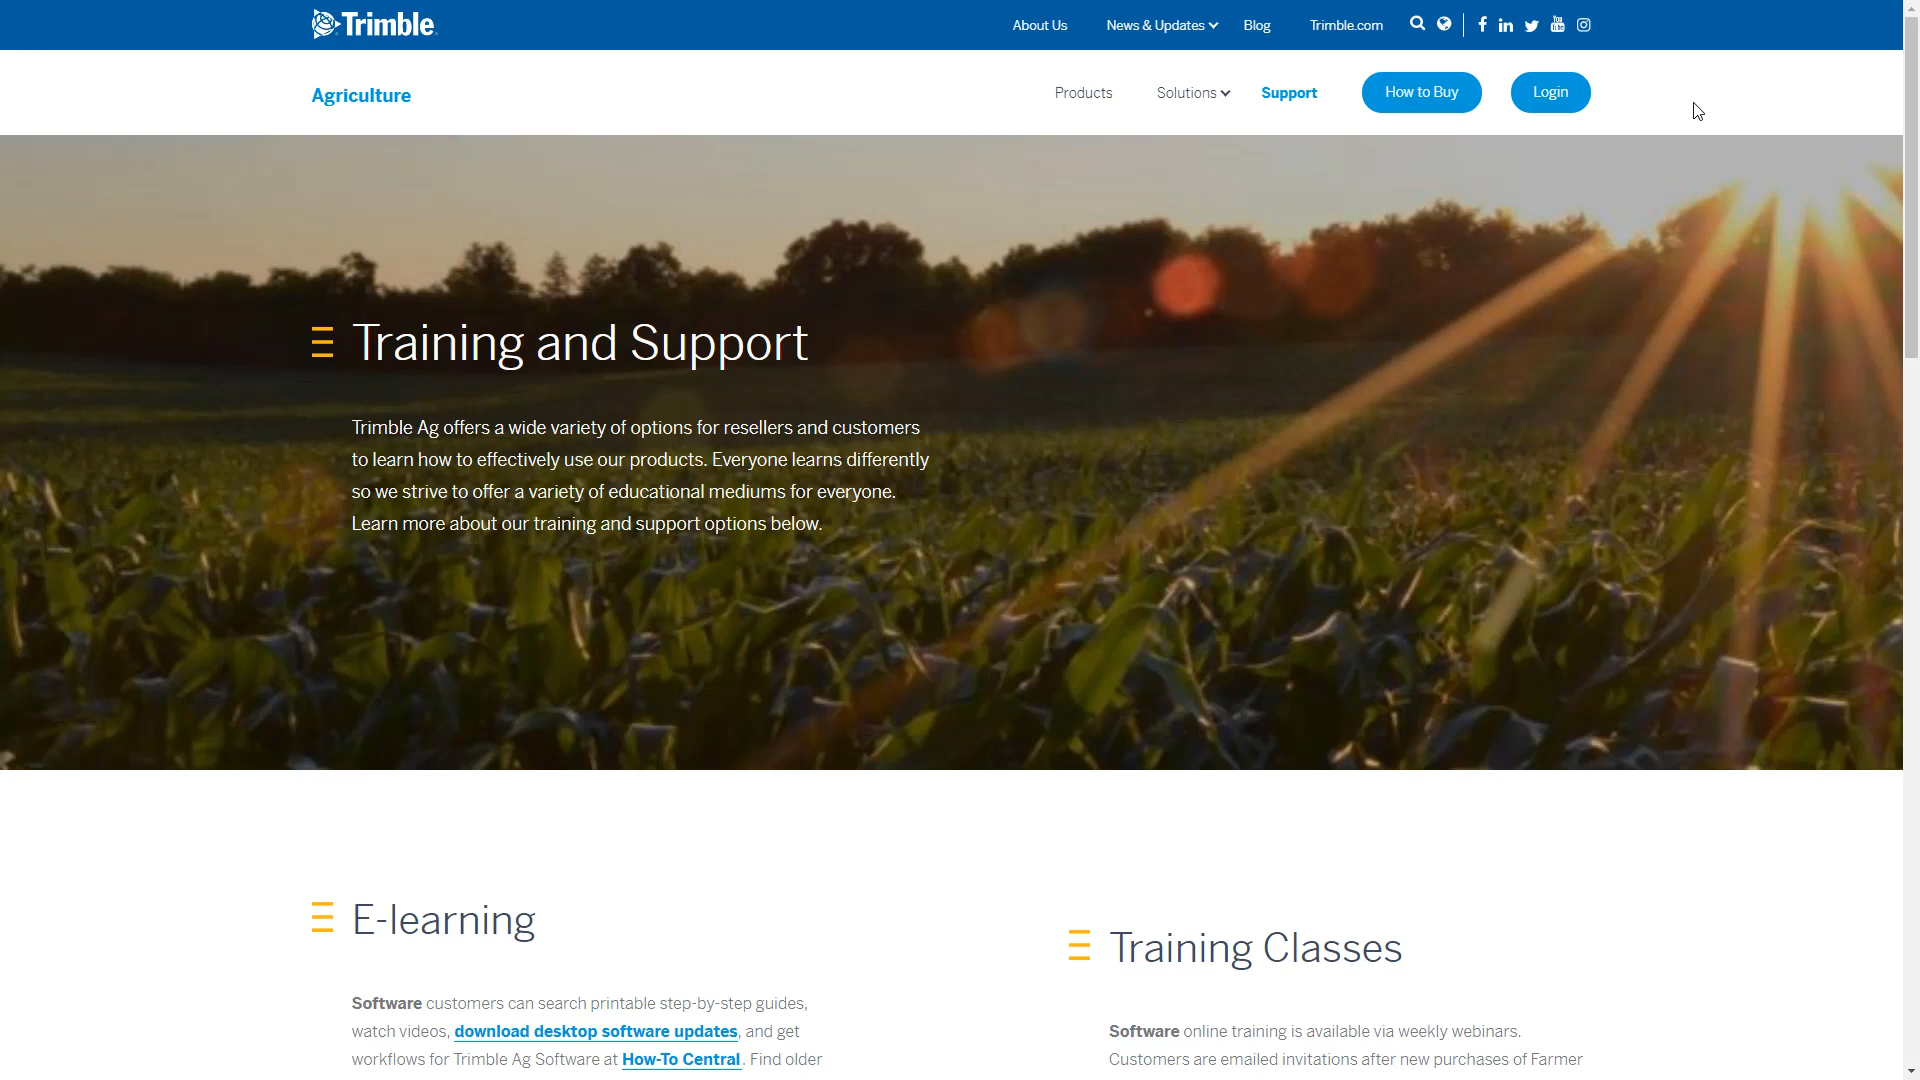 Trimble
About Us
News & Updates
Blog
Trimble.com
Agriculture
Products
Solutions
Support
How to Buy
Login
Training and Support
Trimble Ag offers a wide variety of options for resellers and customers
to learn how to effectively use our products. Everyone learns differently
so we strive to offer a variety of educational mediums for everyone.
Learn more about our training and support options below.
E-learning
Software customers can search printable step-by-step guides,
watch videos, download desktop software updates, and get
workflows for Trimble Ag Software at How-To Central. Find older
Training Classes
Software online training is available via weekly webinars.
Customers are emailed invitations after new purchases of Farmer